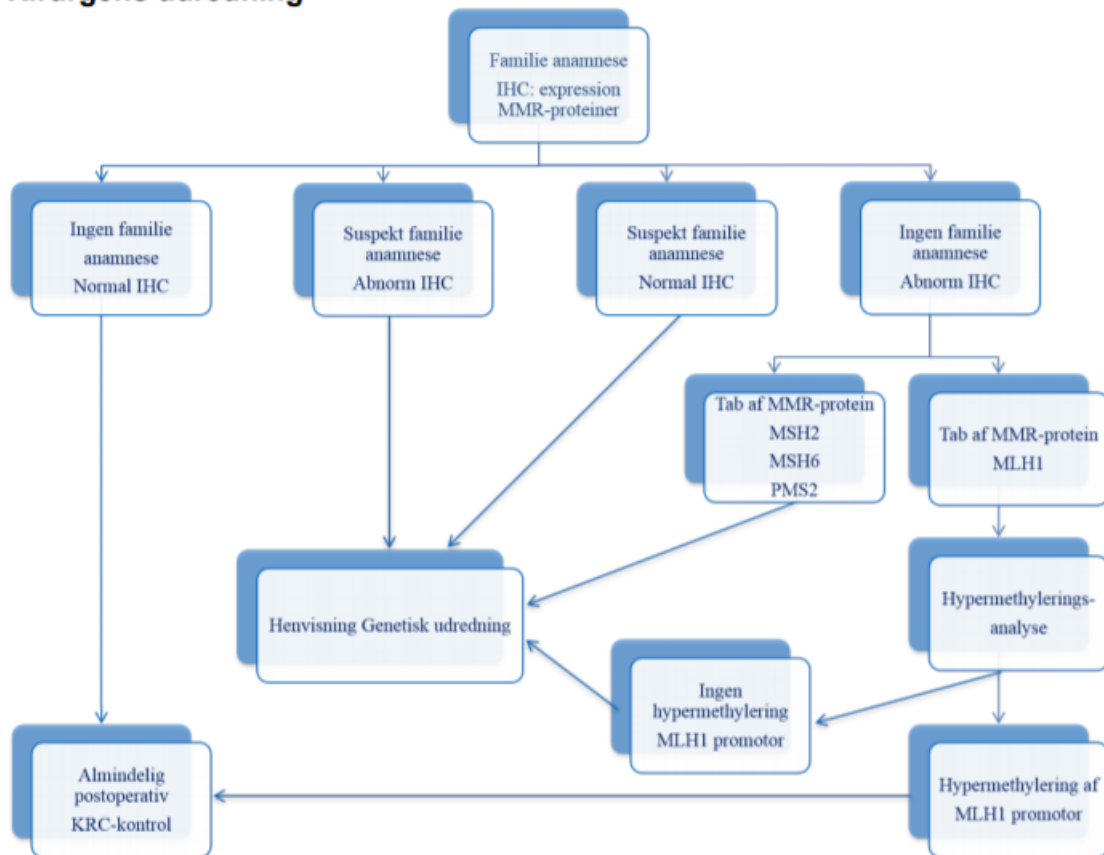 Familie anamnese
IHC: expression
MMR-proteiner
Ingen familie
anamnese
Normal IHC
Suspekt familie
anamnese
Abnorm IHC
Suspekt familie
anamnese
Normal IHC
Ingen familie
anamnese
Abnorm IHC
Tab af MMR-protein
MSH2
MSH6
PMS2
Tab af MMR-protein
MLH1
Henvisning Genetisk udredning
Hypermethylerings-
analyse
Ingen
hypermethylering
MLH1 promotor
Almindelig
postoperativ
KRC-kontrol
Hypermethylering af
MLH1 promotor